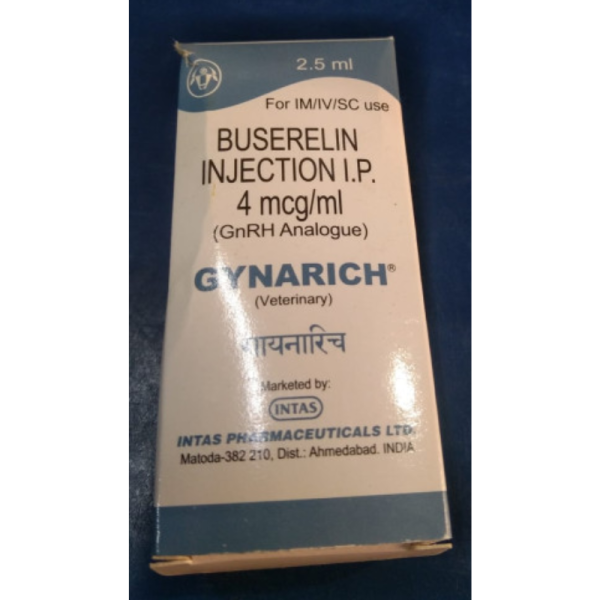 2.5 ml
For IM/IV/SC use
BUSERELIN
INJECTION I.P.
4 mcg/ml
(GnRH Analogue)
GYNARICH®
(Veterinary)
गायनारिच
Marketed by:
INTAS
INTAS PHARMACEUTICALS LTD.
Matoda-382 210, Dist.: Ahmedabad. INDIA